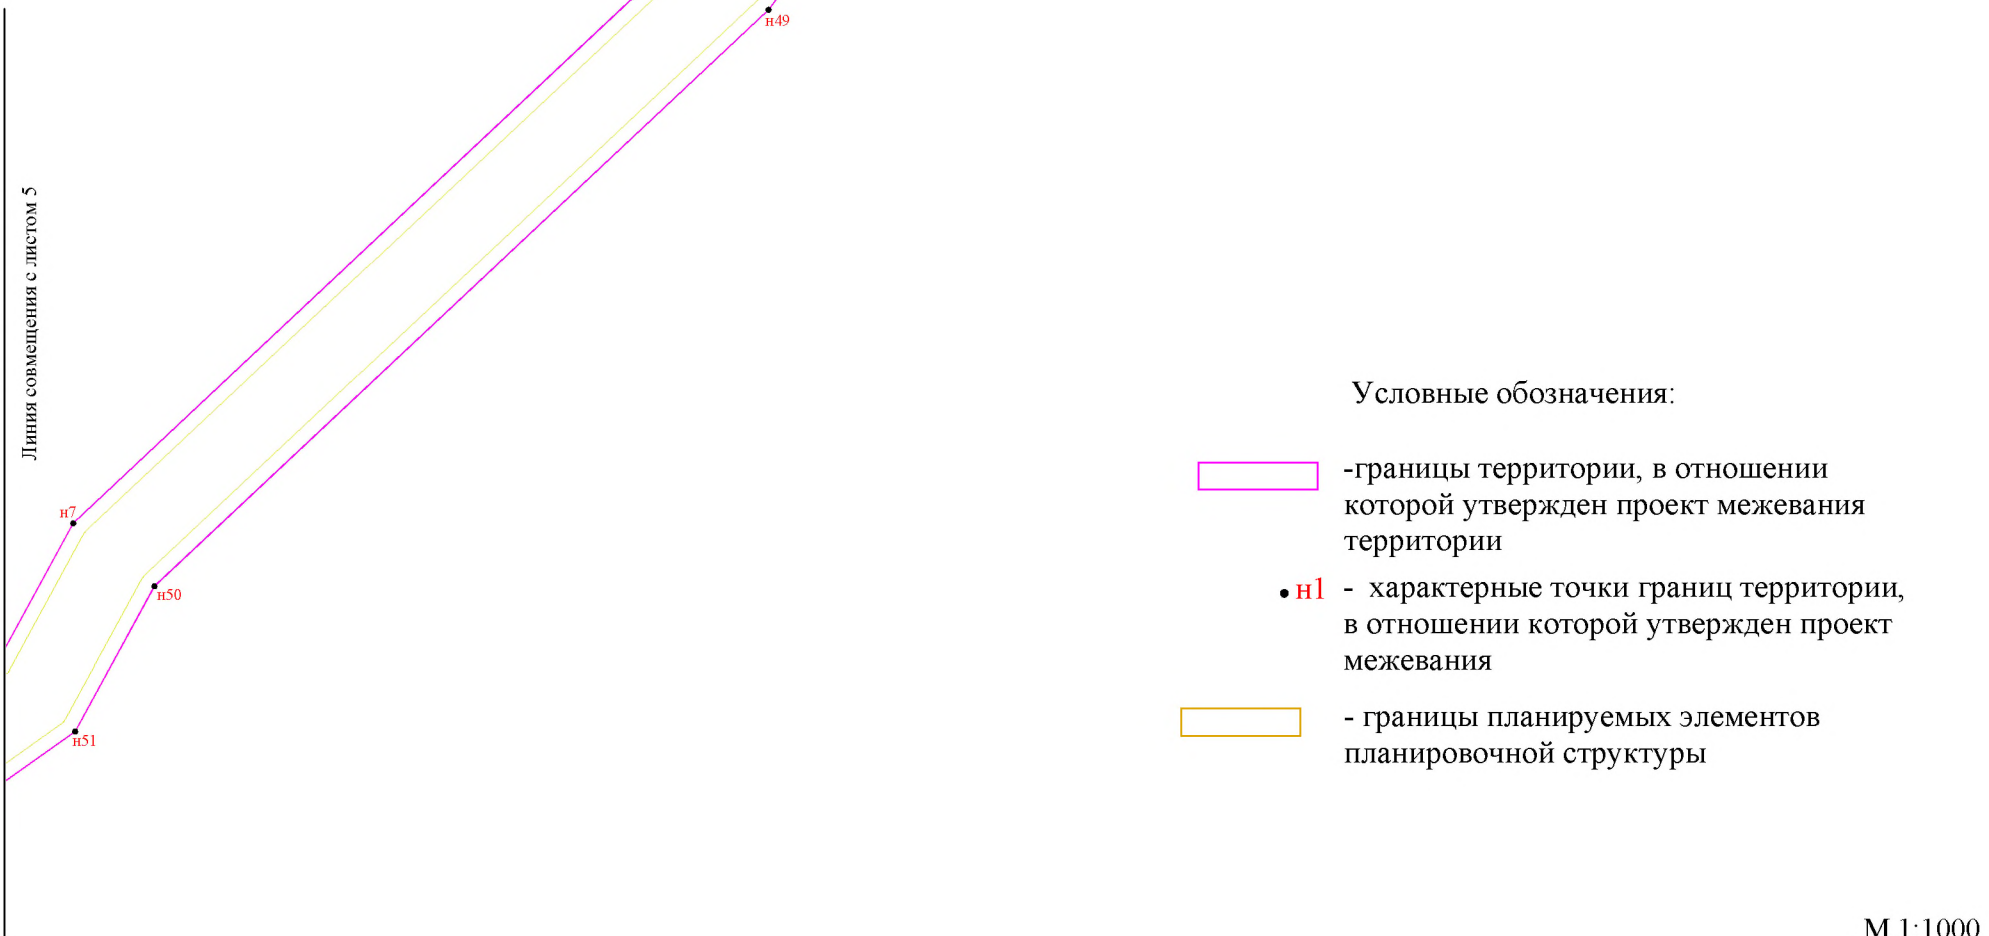 н49
Линия совмещения с листом 5
н7
н50
н51
Условные обозначения:
-границы территории, в отношении
которой утвержден проект межевания
территории
н1 - характерные точки границ территории,
в отношении которой утвержден проект
межевания
- границы планируемых элементов
планировочной структуры
М 1:1000